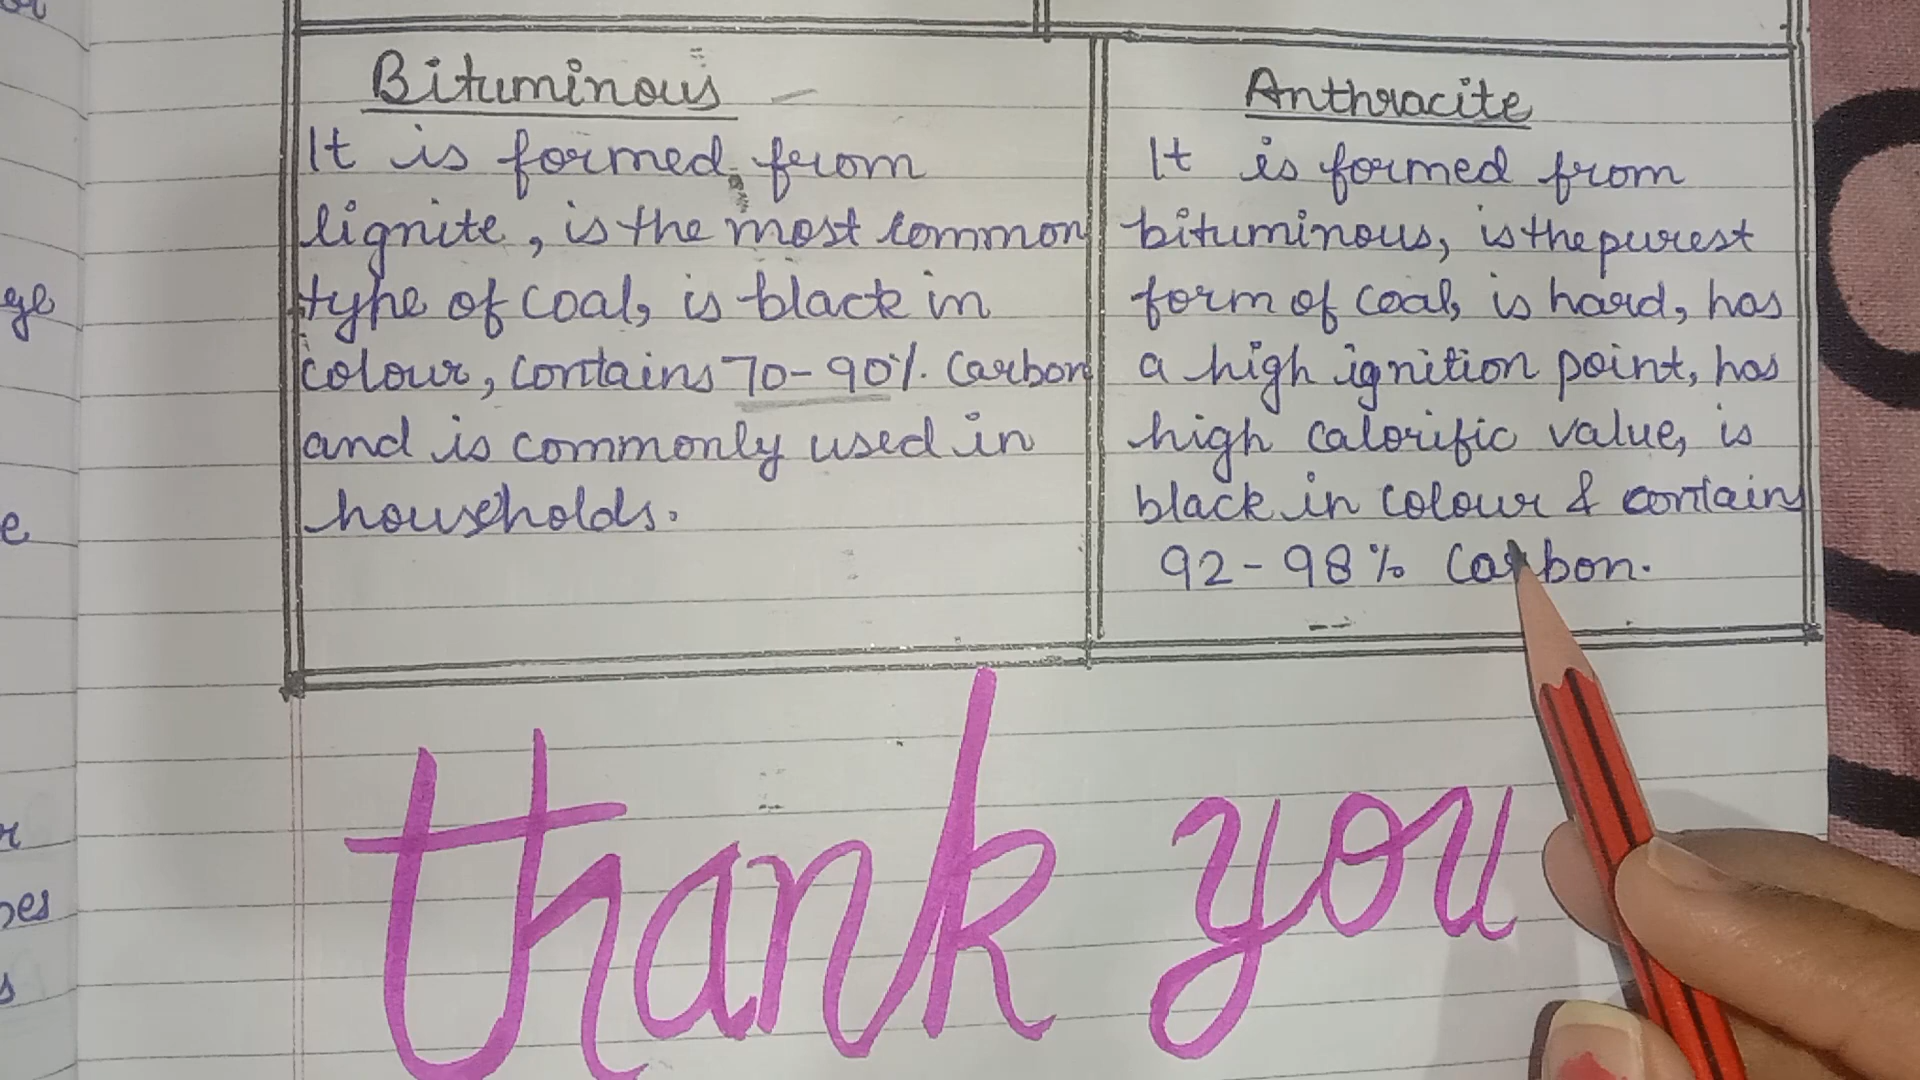 Bituminous
It is formed from
lignite, is the most common
type of coal, is black in
colour, contains 70-90% Carbon
and is commonly used in
households.
Anthracite
It is formed from
bituminous, is the purest
form of coal, is hard, has
a high ignition point, has
high calorific value, is
black in colour & contains
92-98% Carbon.
thank you